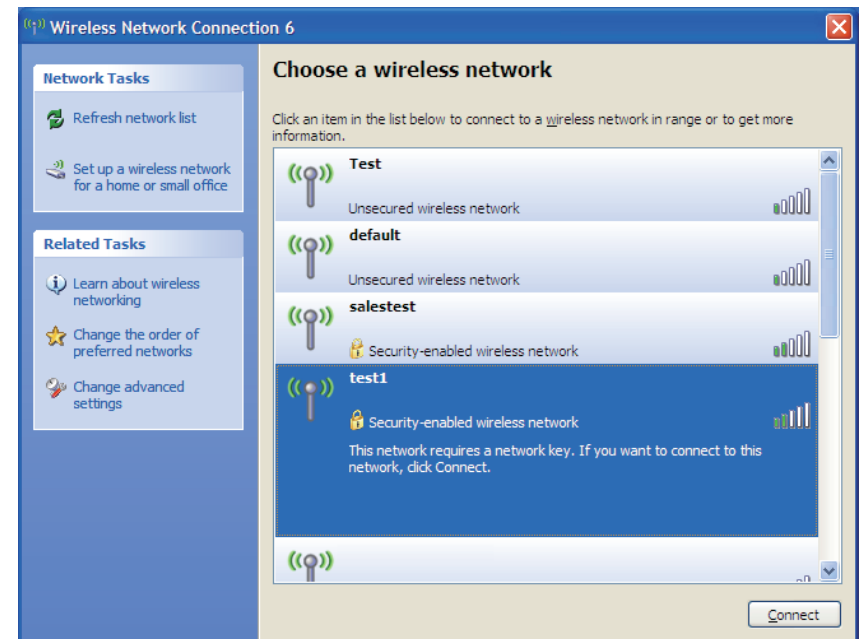 Wireless Network Connection 6
Network Tasks
Refresh network list
Set up a wireless network
for a home or small office
Related Tasks
Learn about wireless
networking
Change the order of
preferred networks
Change advanced
settings
Choose a wireless network
Click an item in the list below to connect to a wireless network in range or to get more
information.
Test
Unsecured wireless network
default
Unsecured wireless network
salestest
Security-enabled wireless network
test1
Security-enabled wireless network
This network requires a network key. If you want to connect to this
network, click Connect.
Connect